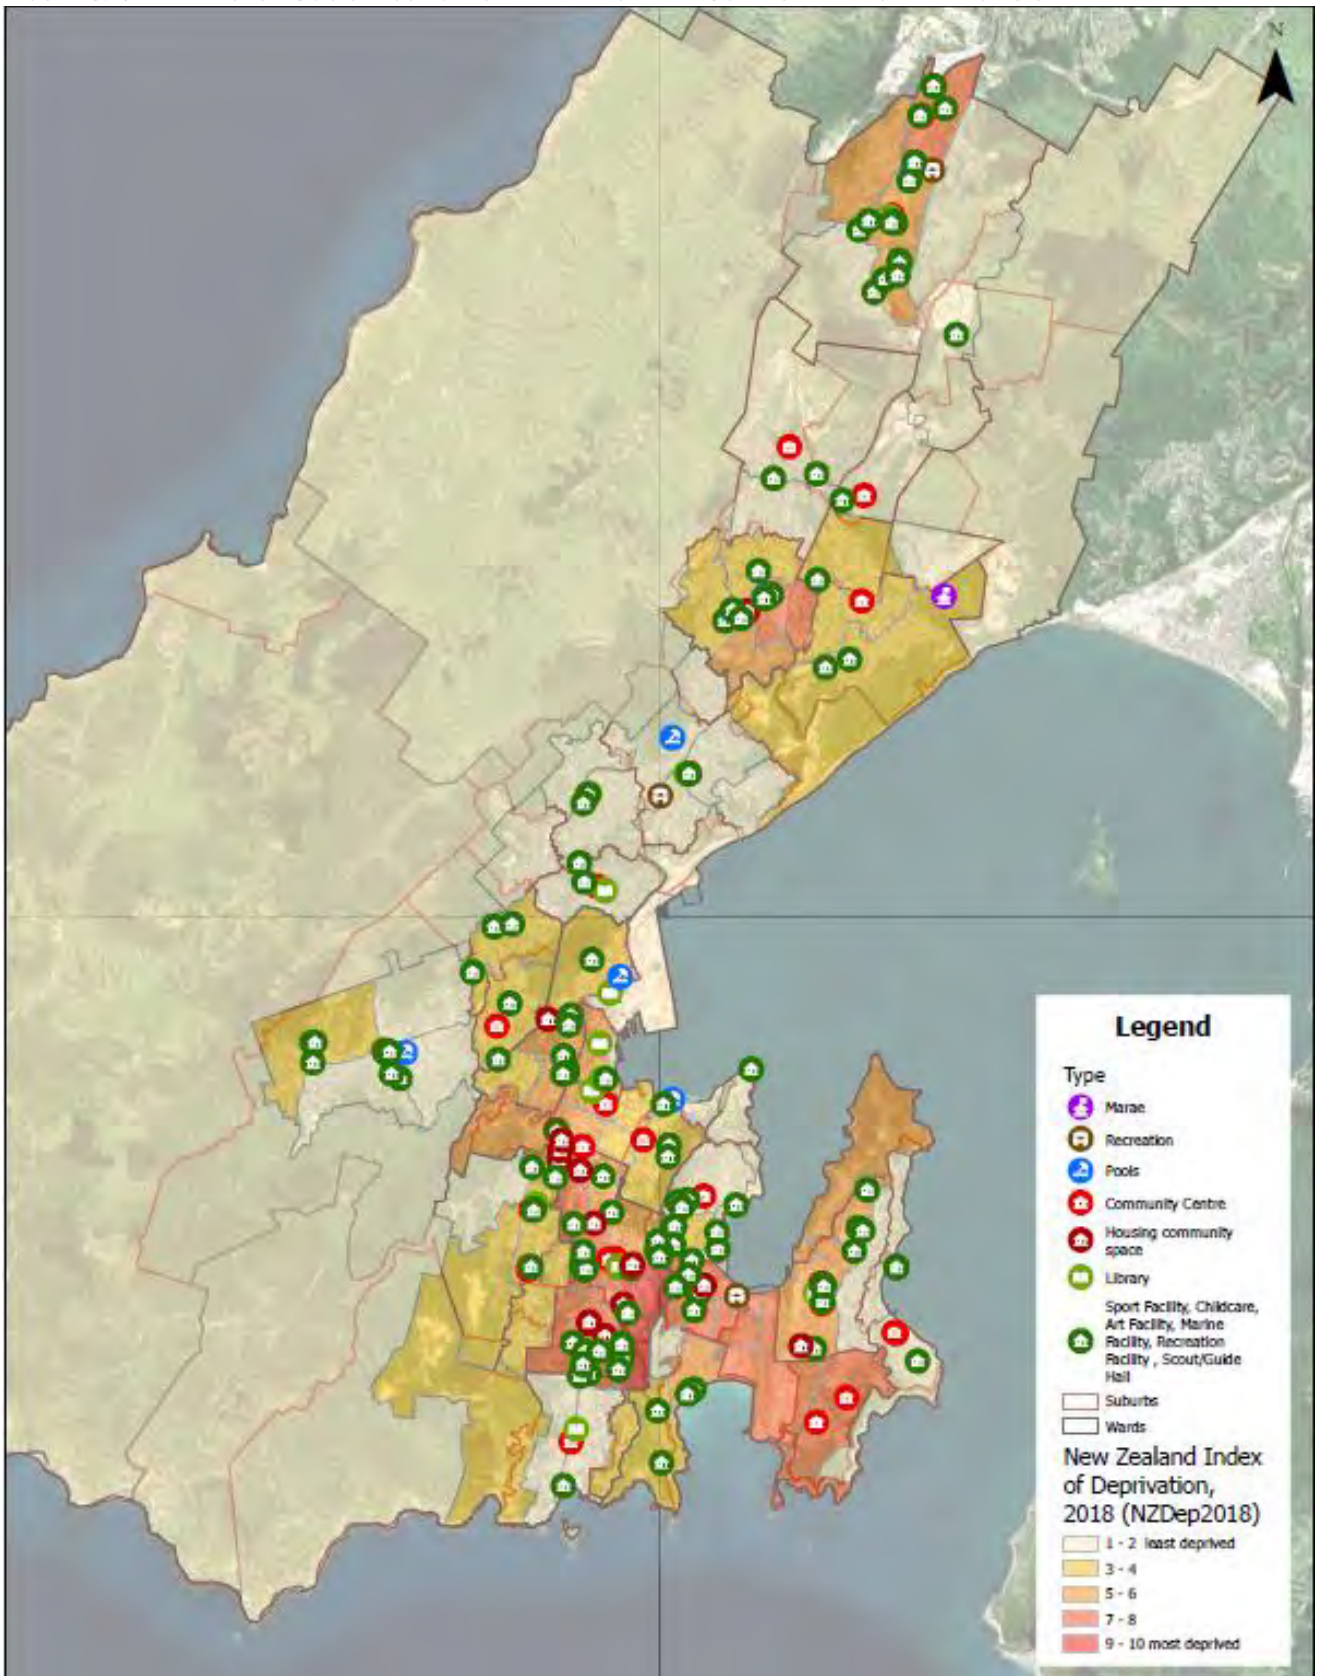 N
Legend
Type
Marae
Recreation
Pools
Community Centre
Housing community
space
Library
Sport Facility, Childcare,
Art Facility, Marine
Facility, Recreation
Facility , Scout/Guide
Hall
Suburbs
Wards
New Zealand Index
of Deprivation,
2018 (NZDep2018)
1 - 2 least deprived
3 - 4
5 - 6
7 - 8
9 - 10 most deprived